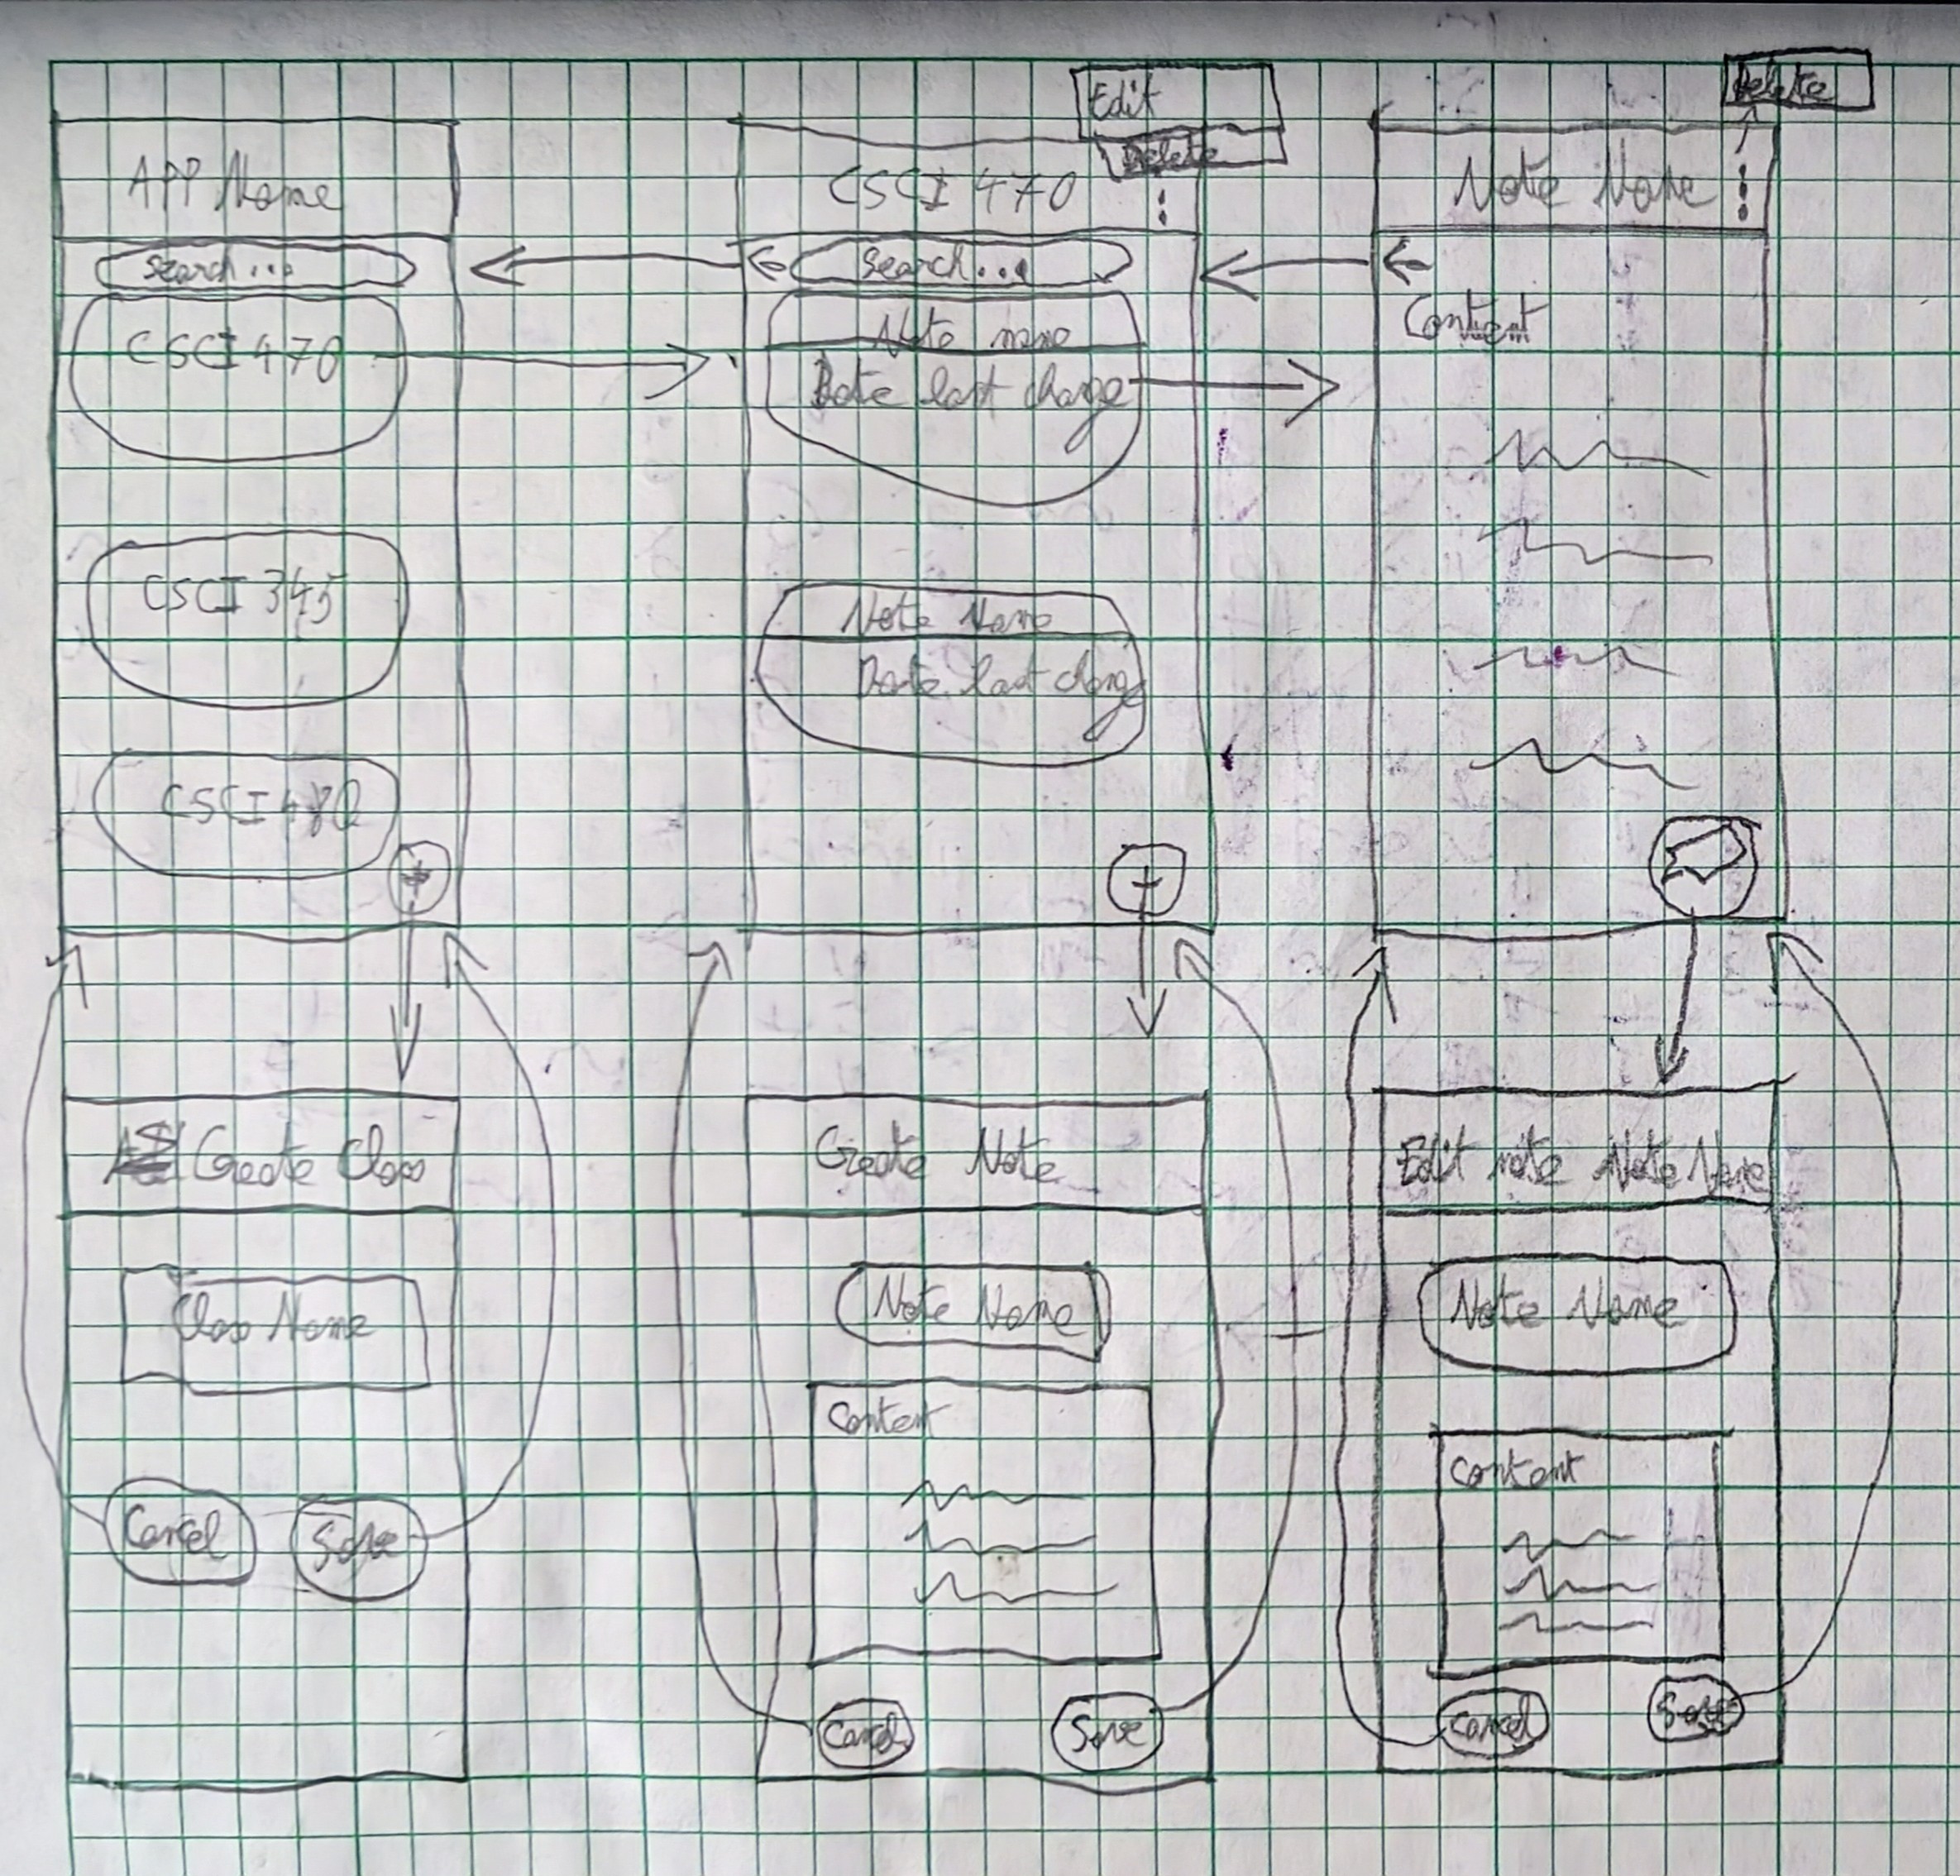 Edit
Delete
Delete
APP Name
CSCI 470
Note Name
search...
search...
CSCI 470
Note name
Date last change
Content
CSCI 345
Note Name
Date last change
CSCI 480
+
+
Create Class
Create Note
Edit note Note Name
Class Name
Note Name
Note Name
Content
Content
Cancel
Save
Cancel
Save
Cancel
Save